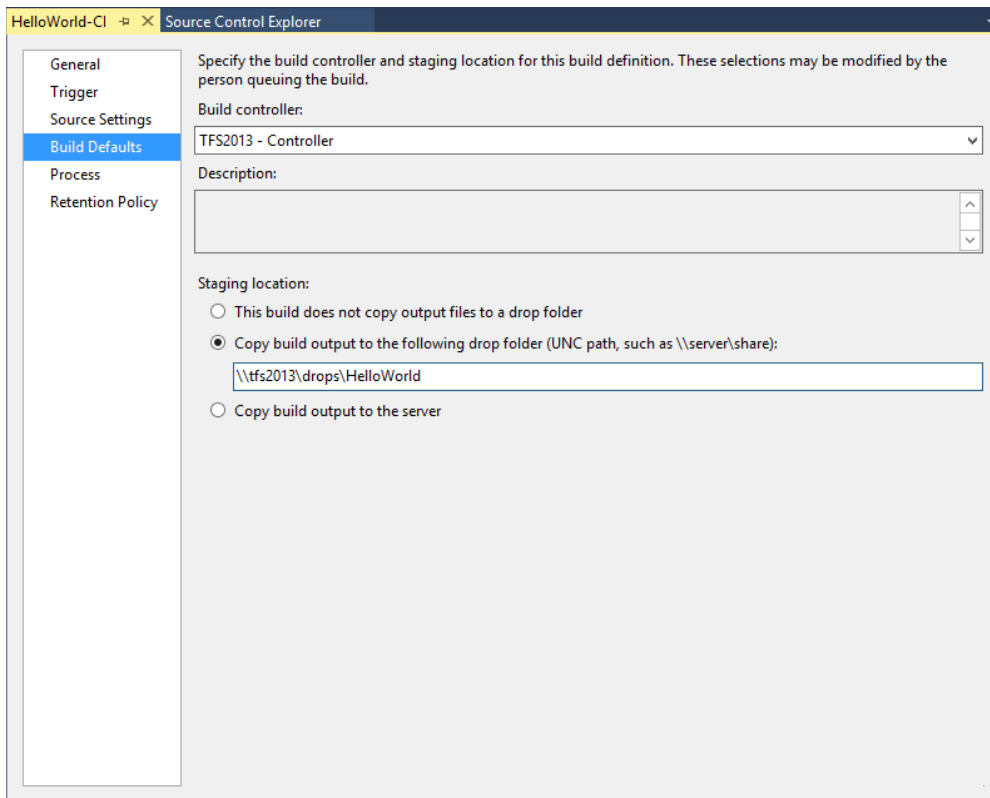 HelloWorld-CI Source Control Explorer
General
Trigger
Source Settings
Build Defaults
Process
Retention Policy
Specify the build controller and staging location for this build definition. These selections may be modified by the
person queuing the build.
Build controller:
TFS2013 - Controller
Description:
Staging location:
This build does not copy output files to a drop folder
Copy build output to the following drop folder (UNC path, such as \\server\share):
\\tfs2013\drops\HelloWorld
Copy build output to the server